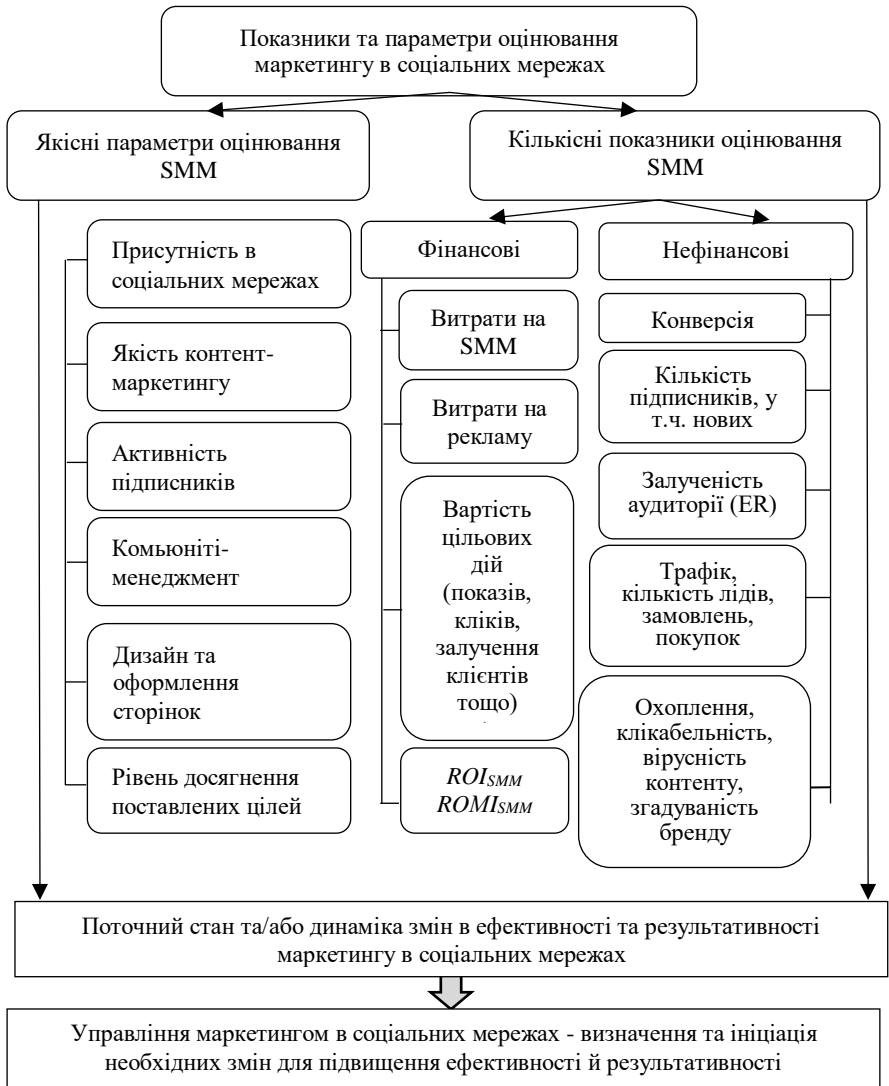 Показники та параметри оцінювання
маркетингу в соціальних мережах
Якісні параметри оцінювання
SMM
Кількісні показники оцінювання
SMM
Присутність в
соціальних мережах
Якість контент-
маркетингу
Активність
підписників
Комьюніті-
менеджмент
Дизайн та
оформлення
сторінок
Рівень досягнення
поставлених цілей
Фінансові
Витрати на
SMM
Витрати на
рекламу
Вартість
цільових
дій
(показів,
кліків,
залучення
клієнтів
тощо)
ROISMM
ROMISMM
Нефінансові
Конверсія
Кількість
підписників, у
т.ч. нових
Залученість
аудиторії (ER)
Трафік,
кількість лідів,
замовлень,
покупок
Охоплення,
клікабельність,
вірусність
контенту,
згадуваність
бренду
Поточний стан та/або динаміка змін в ефективності та результативності
маркетингу в соціальних мережах
Управління маркетингом в соціальних мережах - визначення та ініціація
необхідних змін для підвищення ефективності й результативності